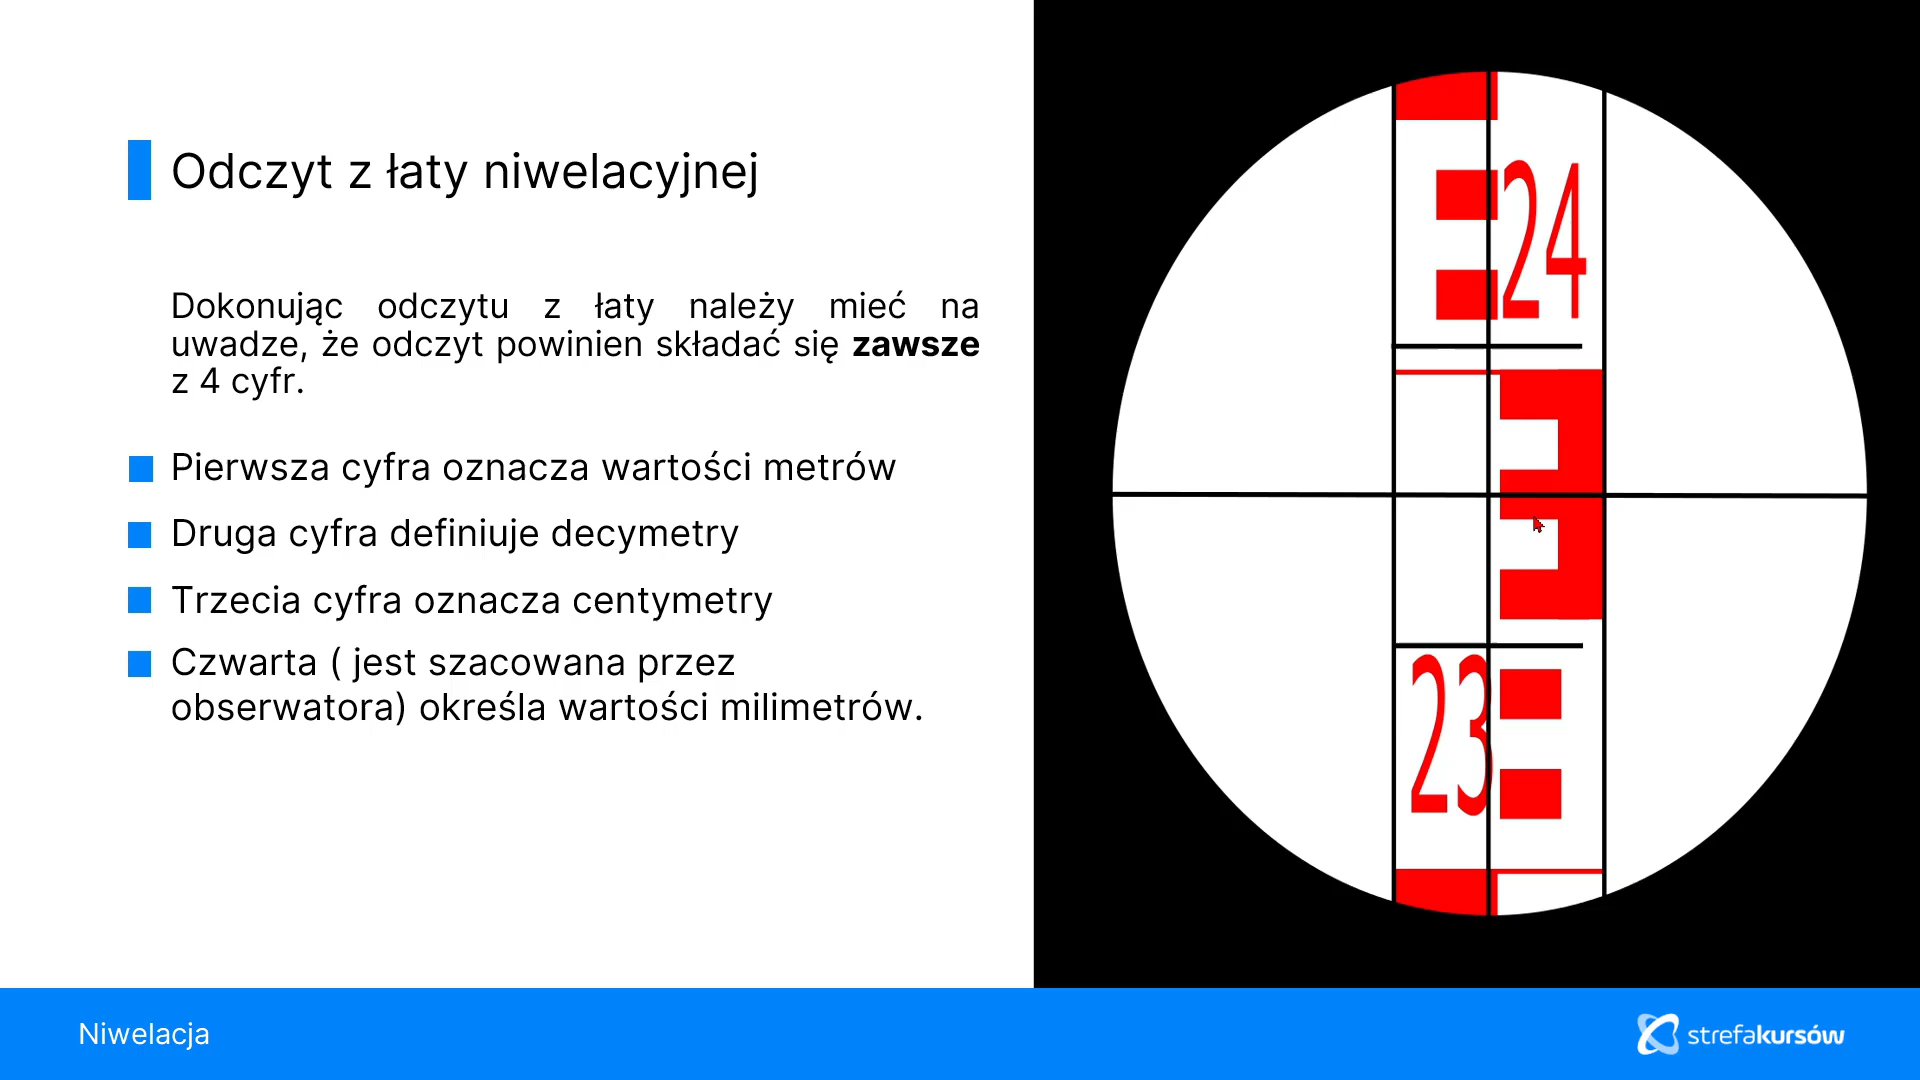 Odczyt z łaty niwelacyjnej
Dokonując odczytu z łaty należy mieć na
uwadze, że odczyt powinien składać się zawsze
z 4 cyfr.
Pierwsza cyfra oznacza wartości metrów
Druga cyfra definiuje decymetry
Trzecia cyfra oznacza centymetry
Czwarta ( jest szacowana przez
obserwatora) określa wartości milimetrów.
24
23
Niwelacja
strefakursów